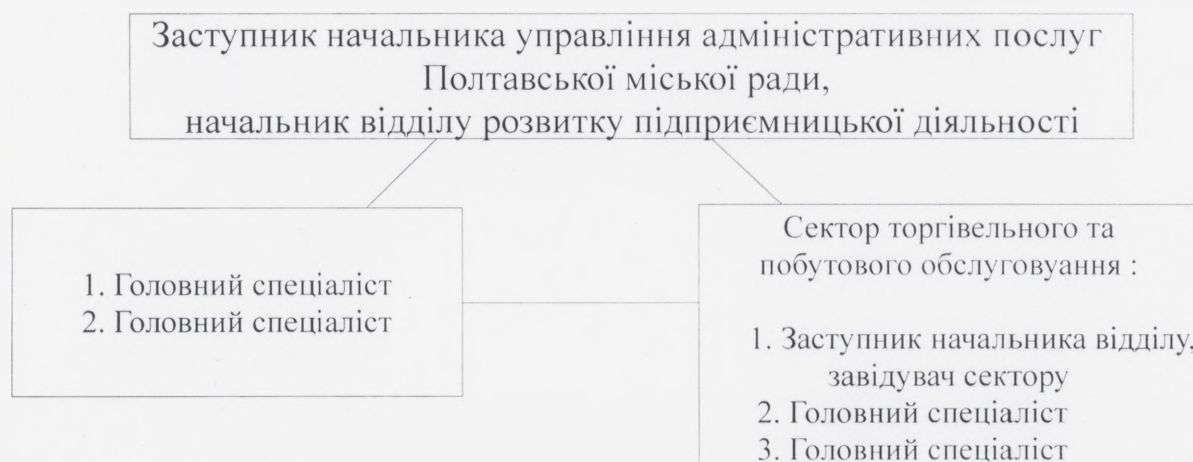 Заступник начальника управління адміністративних послуг
Полтавської міської ради,
начальник відділу розвитку підприємницької діяльності
1. Головний спеціаліст
2. Головний спеціаліст
Сектор торгівельного та
побутового обслуговуання :
1. Заступник начальника відділу,
завідувач сектору
2. Головний спеціаліст
3. Головний спеціаліст